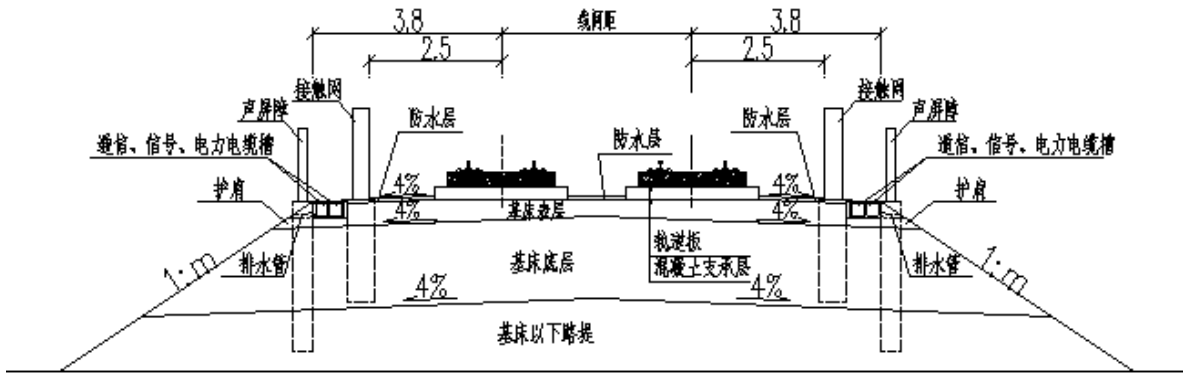 3.8 线间距 3.8
2.5 2.5
接触网 接触网
声屏障 声屏障
防水层 防水层 防水层
通信、信号、电力电缆槽 通信、信号、电力电缆槽
护肩 4% 4% 护肩
4% 基床表层 4%
排水管 1:m 基床底层 轨道板 排水管 1:m
混凝土支承层
4% 4%
基床以下路堤